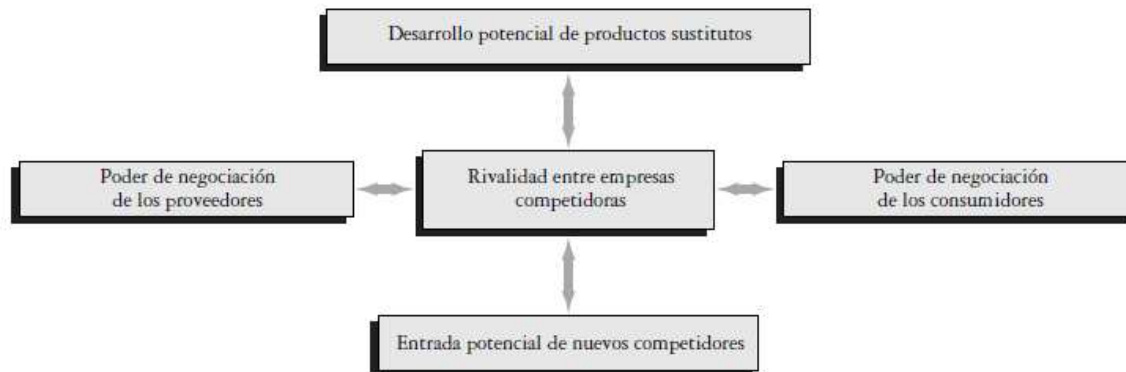 Desarrollo potencial de productos sustitutos
Poder de negociación
de los proveedores
Rivalidad entre empresas
competidoras
Poder de negociación
de los consumidores
Entrada potencial de nuevos competidores